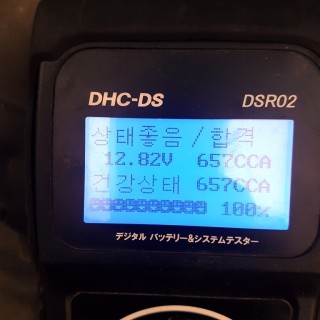 DHC-DS DSR02
상태좋음 / 합격
12.82V 657CCA
건강상태 657CCA
100%
デジタル バッテリー&システムテスター